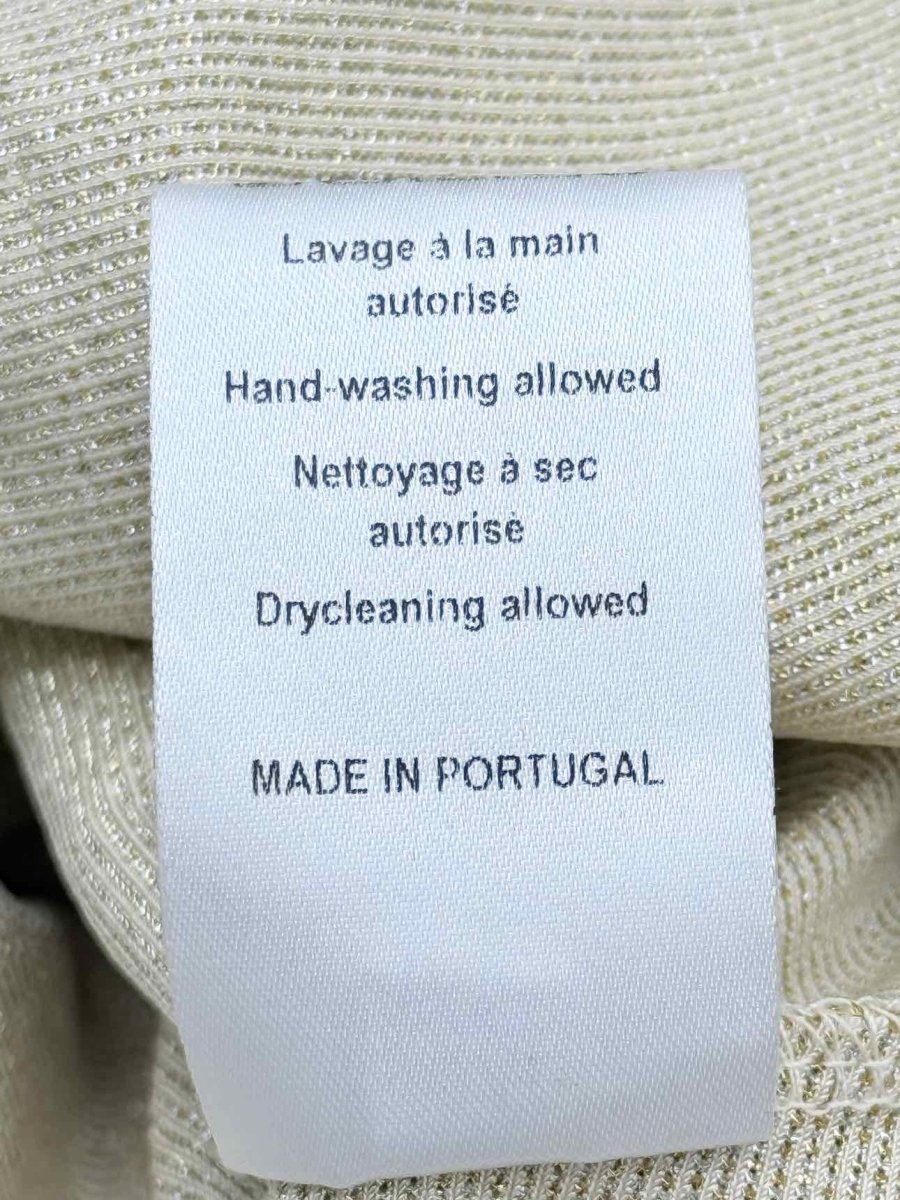 Lavage à la main
autorisé
Hand-washing allowed
Nettoyage à sec
autorisé
Drycleaning allowed
MADE IN PORTUGAL